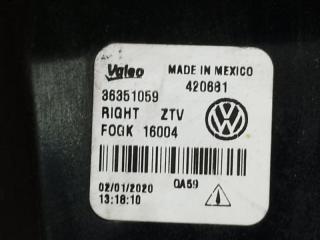 Valeo MADE IN MEXICO
36351059 420681
RIGHT ZTV
FOGK 16004
02/01/2020 QA59
13:18:10